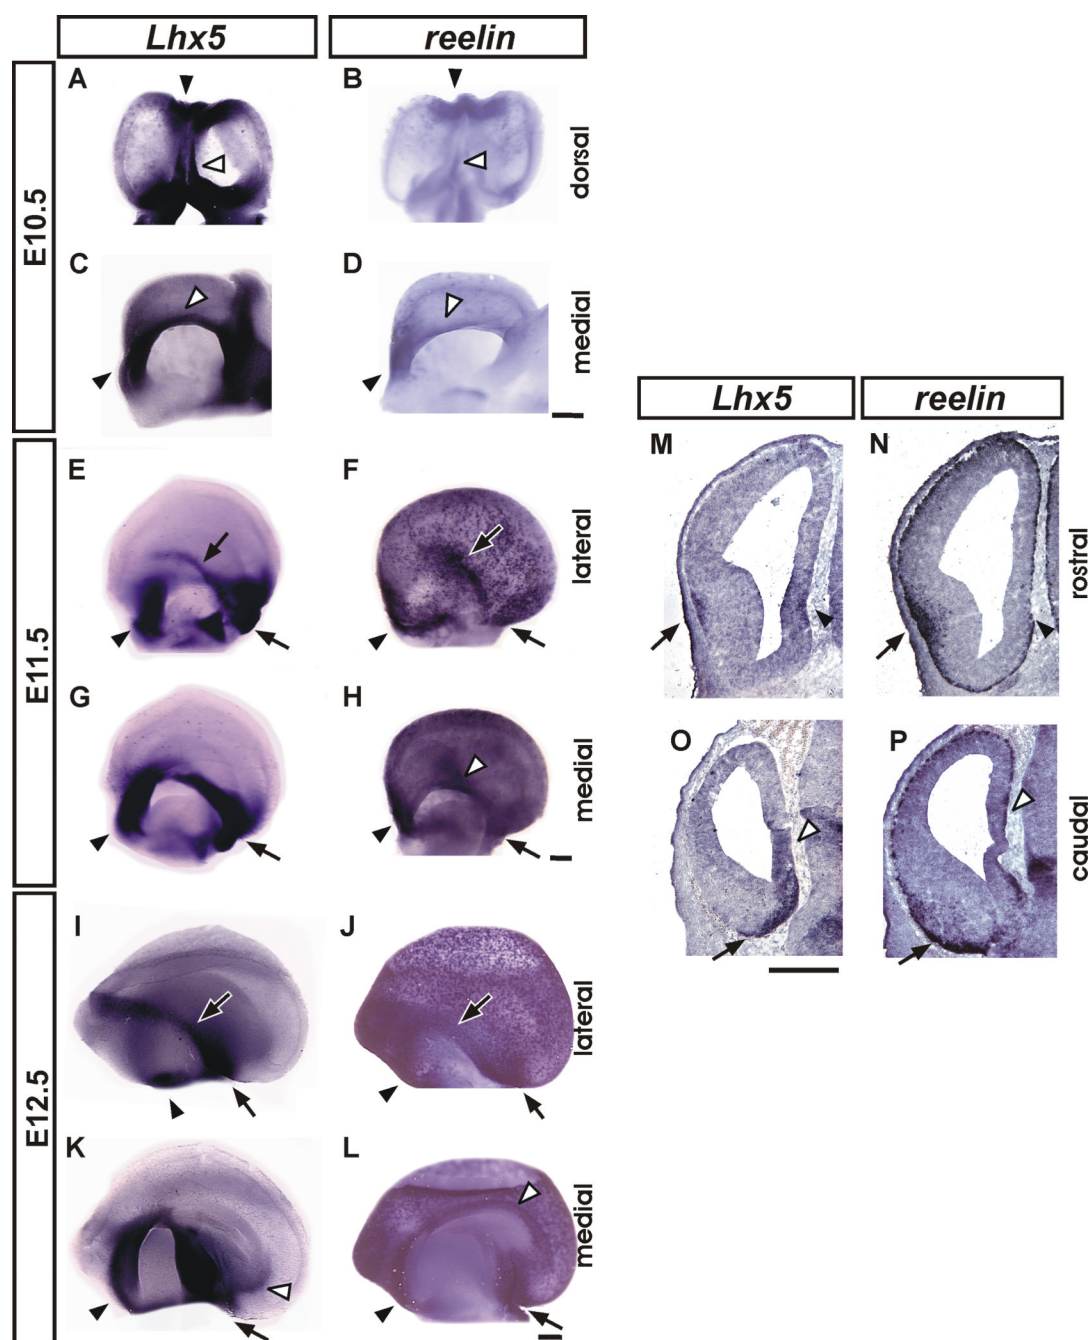 Lhx5 reelin
A B
dorsal
E10.5
C D
medial
Lhx5 reelin
M N
rostral
E F
lateral
E11.5
G H
medial
O P
caudal
I J
lateral
E12.5
K L
medial